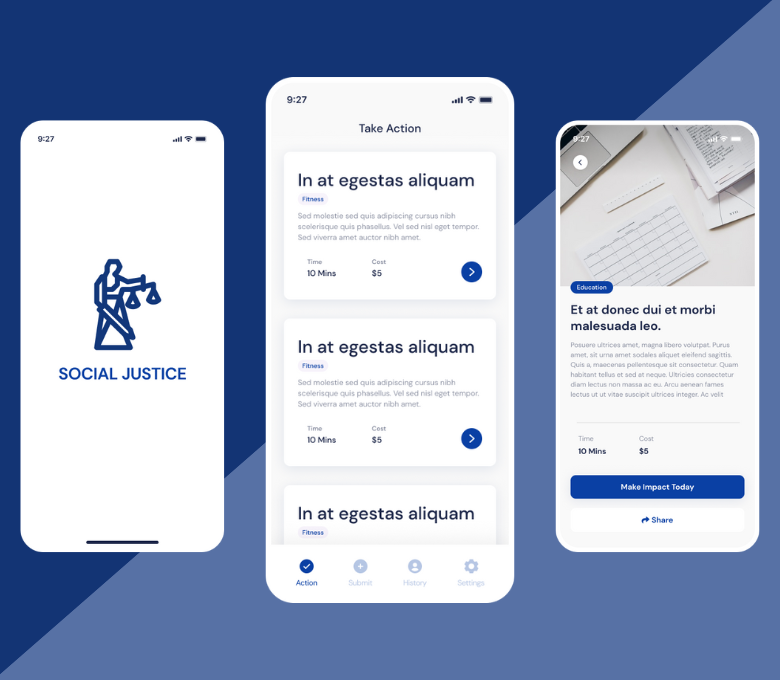 9:27
SOCIAL JUSTICE
9:27
Take Action
In at egestas aliquam
Fitness
Sed molestie sed quis adipiscing cursus nibh
scelerisque quis phasellus. Vel sed nisl eget tempor.
Sed viverra amet auctor nibh amet.
Time Cost
10 Mins $5
In at egestas aliquam
Fitness
Sed molestie sed quis adipiscing cursus nibh
scelerisque quis phasellus. Vel sed nisl eget tempor.
Sed viverra amet auctor nibh amet.
Time Cost
10 Mins $5
In at egestas aliquam
Fitness
Action Submit History Settings
9:27
Education
Et at donec dui et morbi
malesuada leo.
Posuere ultrices amet, magna libero volutpat. Purus
amet, sit urna amet sodales aliquet eleifend sagittis.
Quis a, maecenas pellentesque sit consectetur. Quam
habitant tellus et sed at neque. Ultricies consectetur
diam lectus non massa ac eu. Arcu aenean fames
lectus ut ut vitae suscipit ultrices integer. Ac velit
Time Cost
10 Mins $5
Make Impact Today
Share